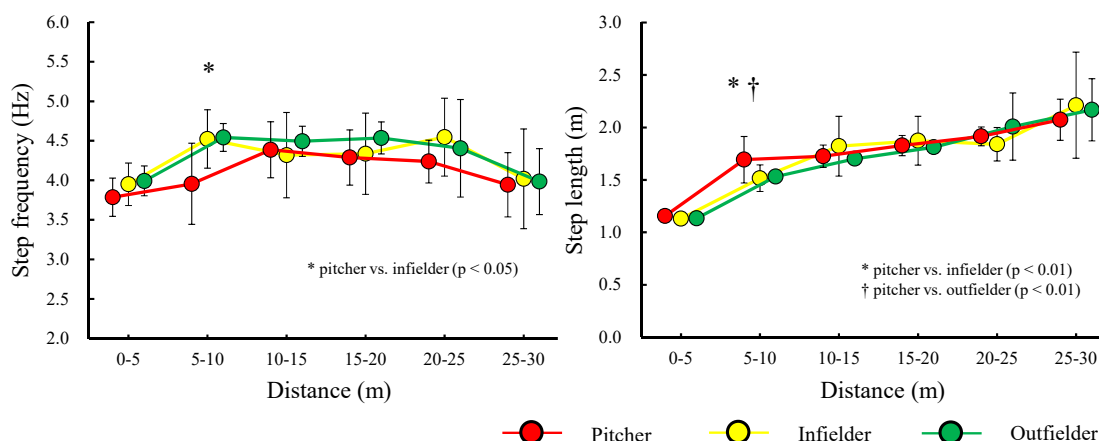 6.0
5.5
5.0
4.5
4.0
3.5
3.0
2.5
2.0
Step frequency (Hz)
*
* pitcher vs. infielder (p < 0.05)
0-5 5-10 10-15 15-20 20-25 25-30
Distance (m)
3.0
2.5
2.0
1.5
1.0
0.5
0.0
Step length (m)
* †
* pitcher vs. infielder (p < 0.01)
† pitcher vs. outfielder (p < 0.01)
0-5 5-10 10-15 15-20 20-25 25-30
Distance (m)
Pitcher Infielder Outfielder